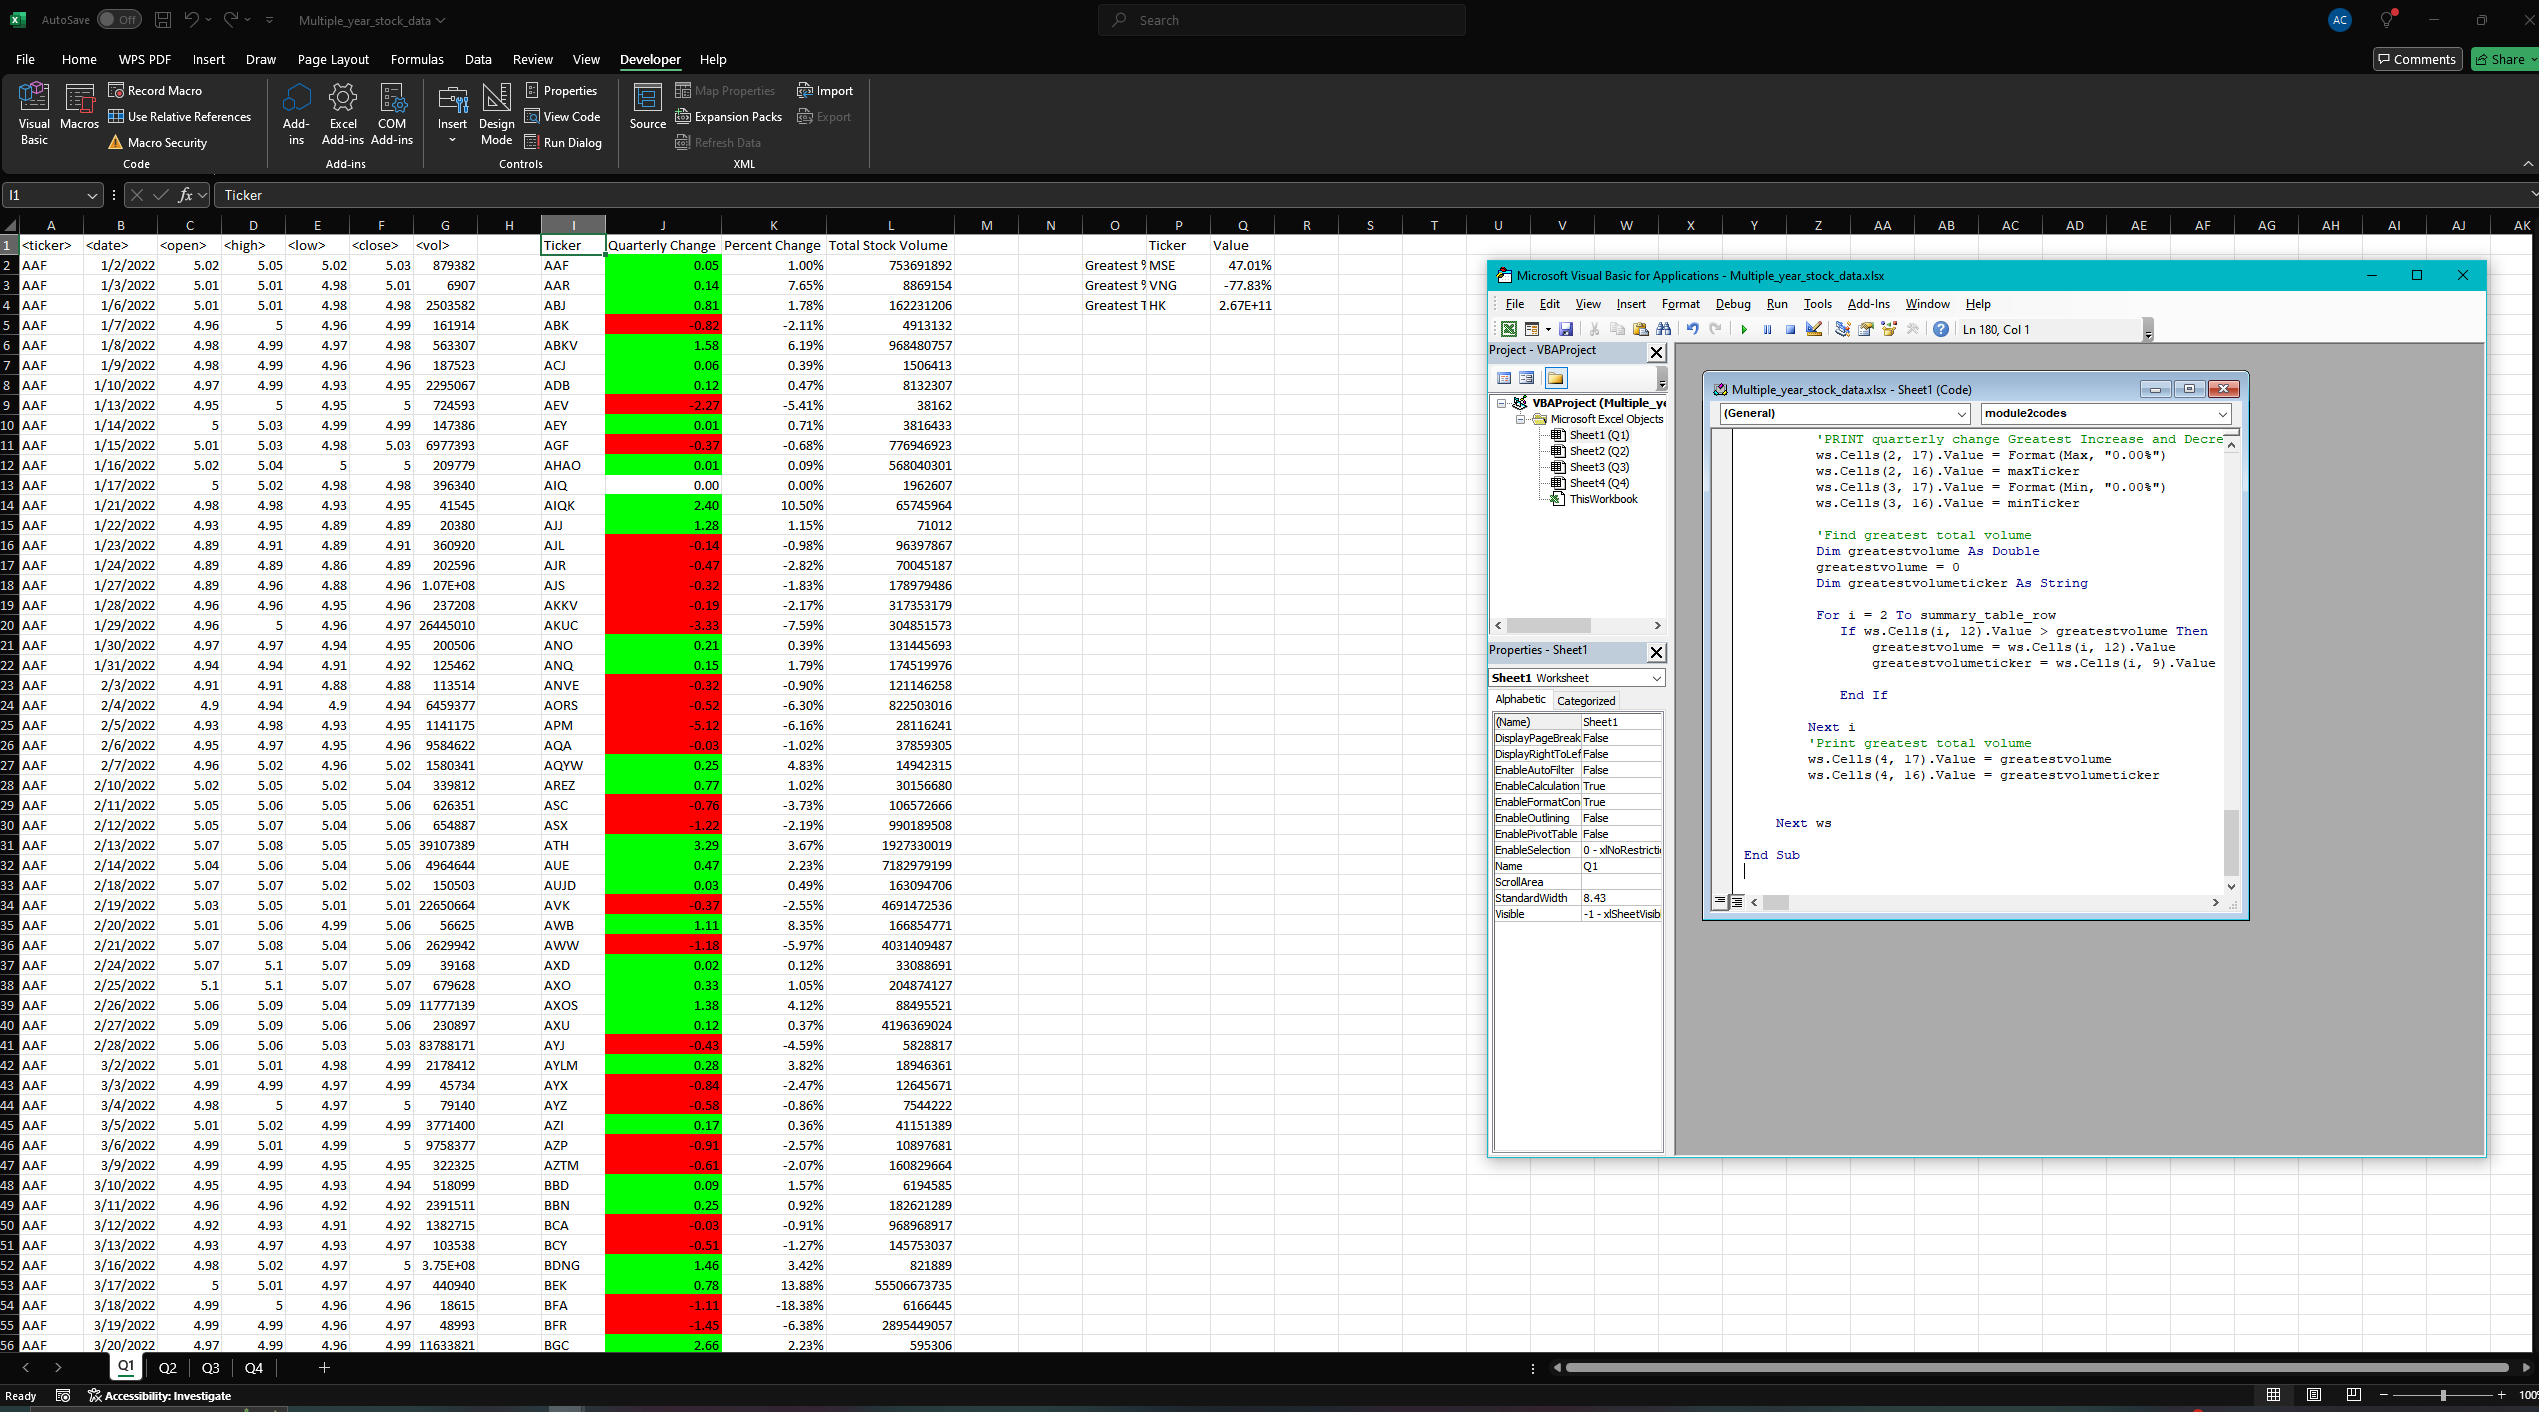 AutoSave Off Multiple_year_stock_data Search AC
File Home WPS PDF Insert Draw Page Layout Formulas Data Review View Developer Help Comments Share
Visual Basic Macros Record Macro Use Relative References Macro Security Code
Add-ins Excel Add-ins COM Add-ins Add-ins
Insert Design Mode Properties View Code Run Dialog Controls
Source Map Properties Expansion Packs Refresh Data Import Export XML
I1 fx Ticker
A B C D E F G H I J K L M N O P Q R S T U V W X Y Z AA AB AC AD AE AF AG AH AI AJ AK
1 <ticker> <date> <open> <high> <low> <close> <vol> Ticker Quarterly Change Percent Change Total Stock Volume Ticker Value
2 AAF 1/2/2022 5.02 5.05 5.02 5.03 879382 AAF 0.05 1.00% 753691892 Greatest % MSE 47.01%
3 AAF 1/3/2022 5.01 5.01 4.98 5.01 6907 AAR 0.14 7.65% 8869154 Greatest % VNG -77.83%
4 AAF 1/6/2022 5.01 5.01 4.98 4.98 2503582 ABJ 0.81 1.78% 162231206 Greatest T HK 2.67E+11
5 AAF 1/7/2022 4.96 5 4.96 4.99 161914 ABK -0.82 -2.11% 4913132
6 AAF 1/8/2022 4.98 4.99 4.97 4.98 563307 ABKV 1.58 6.19% 968480757
7 AAF 1/9/2022 4.98 4.99 4.96 4.96 187523 ACJ 0.06 0.39% 1506413
8 AAF 1/10/2022 4.97 4.99 4.93 4.95 2295067 ADB 0.12 0.47% 8132307
9 AAF 1/13/2022 4.95 5 4.95 5 724593 AEV -2.27 -5.41% 38162
10 AAF 1/14/2022 5 5.03 4.99 4.99 147386 AEY 0.01 0.71% 3816433
11 AAF 1/15/2022 5.01 5.03 4.98 5.03 6977393 AGF -0.37 -0.68% 776946923
12 AAF 1/16/2022 5.02 5.04 5 5 209779 AHAO 0.01 0.09% 568040301
13 AAF 1/17/2022 5 5.02 4.98 4.98 396340 AIQ 0.00 0.00% 1962607
14 AAF 1/21/2022 4.98 4.98 4.93 4.95 41545 AIQK 2.40 10.50% 65745964
15 AAF 1/22/2022 4.93 4.95 4.89 4.89 20380 AJJ 1.28 1.15% 71012
16 AAF 1/23/2022 4.89 4.91 4.89 4.91 360920 AJL -0.14 -0.98% 96397867
17 AAF 1/24/2022 4.89 4.89 4.86 4.89 202596 AJR -0.47 -2.82% 70045187
18 AAF 1/27/2022 4.89 4.96 4.88 4.96 1.07E+08 AJS -0.32 -1.83% 178979486
19 AAF 1/28/2022 4.96 4.96 4.95 4.96 237208 AKKV -0.19 -2.17% 317353179
20 AAF 1/29/2022 4.96 5 4.96 4.97 26445010 AKUC -3.33 -7.59% 304851573
21 AAF 1/30/2022 4.97 4.97 4.94 4.95 200506 ANO 0.21 0.39% 131445693
22 AAF 1/31/2022 4.94 4.94 4.91 4.92 125462 ANQ 0.15 1.79% 174519976
23 AAF 2/3/2022 4.91 4.91 4.88 4.88 113514 ANVE -0.32 -0.90% 121146258
24 AAF 2/4/2022 4.9 4.94 4.9 4.94 6459377 AORS -0.52 -6.30% 822503016
25 AAF 2/5/2022 4.93 4.98 4.93 4.95 1141175 APM -5.12 -6.16% 28116241
26 AAF 2/6/2022 4.95 4.97 4.95 4.96 9584622 AQA -0.03 -1.02% 37859305
27 AAF 2/7/2022 4.96 5.02 4.96 5.02 1580341 AQYW 0.25 4.83% 14942315
28 AAF 2/10/2022 5.02 5.05 5.02 5.04 339812 AREZ 0.77 1.02% 30156680
29 AAF 2/11/2022 5.05 5.06 5.05 5.06 626351 ASC -0.76 -3.73% 106572666
30 AAF 2/12/2022 5.05 5.07 5.04 5.06 654887 ASX -1.22 -2.19% 990189508
31 AAF 2/13/2022 5.07 5.08 5.05 5.05 39107389 ATH 3.29 3.67% 1927330019
32 AAF 2/14/2022 5.04 5.06 5.04 5.06 4964644 AUE 0.47 2.23% 7182979199
33 AAF 2/18/2022 5.07 5.07 5.02 5.02 150503 AUJD 0.03 0.49% 163094706
34 AAF 2/19/2022 5.03 5.05 5.01 5.01 22650664 AVK -0.37 -2.55% 4691472536
35 AAF 2/20/2022 5.01 5.06 4.99 5.06 56625 AWB 1.11 8.35% 166854771
36 AAF 2/21/2022 5.07 5.08 5.04 5.06 2629942 AWW -1.18 -5.97% 4031409487
37 AAF 2/24/2022 5.07 5.1 5.07 5.09 39168 AXD 0.02 0.12% 33088691
38 AAF 2/25/2022 5.1 5.1 5.07 5.07 679628 AXO 0.33 1.05% 204874127
39 AAF 2/26/2022 5.06 5.09 5.04 5.09 11777139 AXOS 1.38 4.12% 88495521
40 AAF 2/27/2022 5.09 5.09 5.06 5.06 230897 AXU 0.12 0.37% 4196369024
41 AAF 2/28/2022 5.06 5.06 5.03 5.03 83788171 AYJ -0.43 -4.59% 5828817
42 AAF 3/2/2022 5.01 5.01 4.98 4.99 2178412 AYLM 0.28 3.82% 18946361
43 AAF 3/3/2022 4.99 4.99 4.97 4.99 45734 AYX -0.84 -2.47% 12645671
44 AAF 3/4/2022 4.98 5 4.97 5 79140 AYZ -0.58 -0.86% 7544222
45 AAF 3/5/2022 5.01 5.02 4.99 4.99 3771400 AZI 0.17 0.36% 41151389
46 AAF 3/6/2022 4.99 5.01 4.99 5 9758377 AZP -0.91 -2.57% 10897681
47 AAF 3/9/2022 4.99 4.99 4.95 4.95 322325 AZTM -0.61 -2.07% 160829664
48 AAF 3/10/2022 4.95 4.95 4.93 4.94 518099 BBD 0.09 1.57% 6194585
49 AAF 3/11/2022 4.96 4.96 4.92 4.92 2391511 BBN 0.25 0.92% 182621289
50 AAF 3/12/2022 4.92 4.93 4.91 4.92 1382715 BCA -0.03 -0.91% 968968917
51 AAF 3/13/2022 4.93 4.97 4.93 4.97 103538 BCY -0.51 -1.27% 145753037
52 AAF 3/16/2022 4.98 5.02 4.97 5 3.75E+08 BDNG 1.46 3.42% 821889
53 AAF 3/17/2022 5 5.01 4.97 4.97 440940 BEK 0.78 13.88% 55506673735
54 AAF 3/18/2022 4.99 5 4.96 4.96 18615 BFA -1.11 -18.38% 6166445
55 AAF 3/19/2022 4.99 4.99 4.96 4.97 48993 BFR -1.45 -6.38% 2895449057
56 AAF 3/20/2022 4.97 4.99 4.96 4.99 11633821 BGC 2.66 2.23% 595306
Microsoft Visual Basic for Applications - Multiple_year_stock_data.xlsx
File Edit View Insert Format Debug Run Tools Add-Ins Window Help
Ln 180, Col 1
Project - VBAProject
VBAProject (Multiple_ye
Microsoft Excel Objects
Sheet1 (Q1)
Sheet2 (Q2)
Sheet3 (Q3)
Sheet4 (Q4)
ThisWorkbook
Properties - Sheet1
Sheet1 Worksheet
Alphabetic Categorized
(Name) Sheet1
DisplayPageBreak False
DisplayRightToLef False
EnableAutoFilter False
EnableCalculation True
EnableFormatCon True
EnableOutlining False
EnablePivotTable False
EnableSelection 0 - xlNoRestrictio
Name Q1
ScrollArea
StandardWidth 8.43
Visible -1 - xlSheetVisib
Multiple_year_stock_data.xlsx - Sheet1 (Code)
(General) module2codes
'PRINT quarterly change Greatest Increase and Decre
ws.Cells(2, 17).Value = Format(Max, "0.00%")
ws.Cells(2, 16).Value = maxTicker
ws.Cells(3, 17).Value = Format(Min, "0.00%")
ws.Cells(3, 16).Value = minTicker
'Find greatest total volume
Dim greatestvolume As Double
greatestvolume = 0
Dim greatestvolumeticker As String
For i = 2 To summary_table_row
If ws.Cells(i, 12).Value > greatestvolume Then
greatestvolume = ws.Cells(i, 12).Value
greatestvolumeticker = ws.Cells(i, 9).Value
End If
Next i
'Print greatest total volume
ws.Cells(4, 17).Value = greatestvolume
ws.Cells(4, 16).Value = greatestvolumeticker
Next ws
End Sub
Q1 Q2 Q3 Q4
Ready Accessibility: Investigate 100%